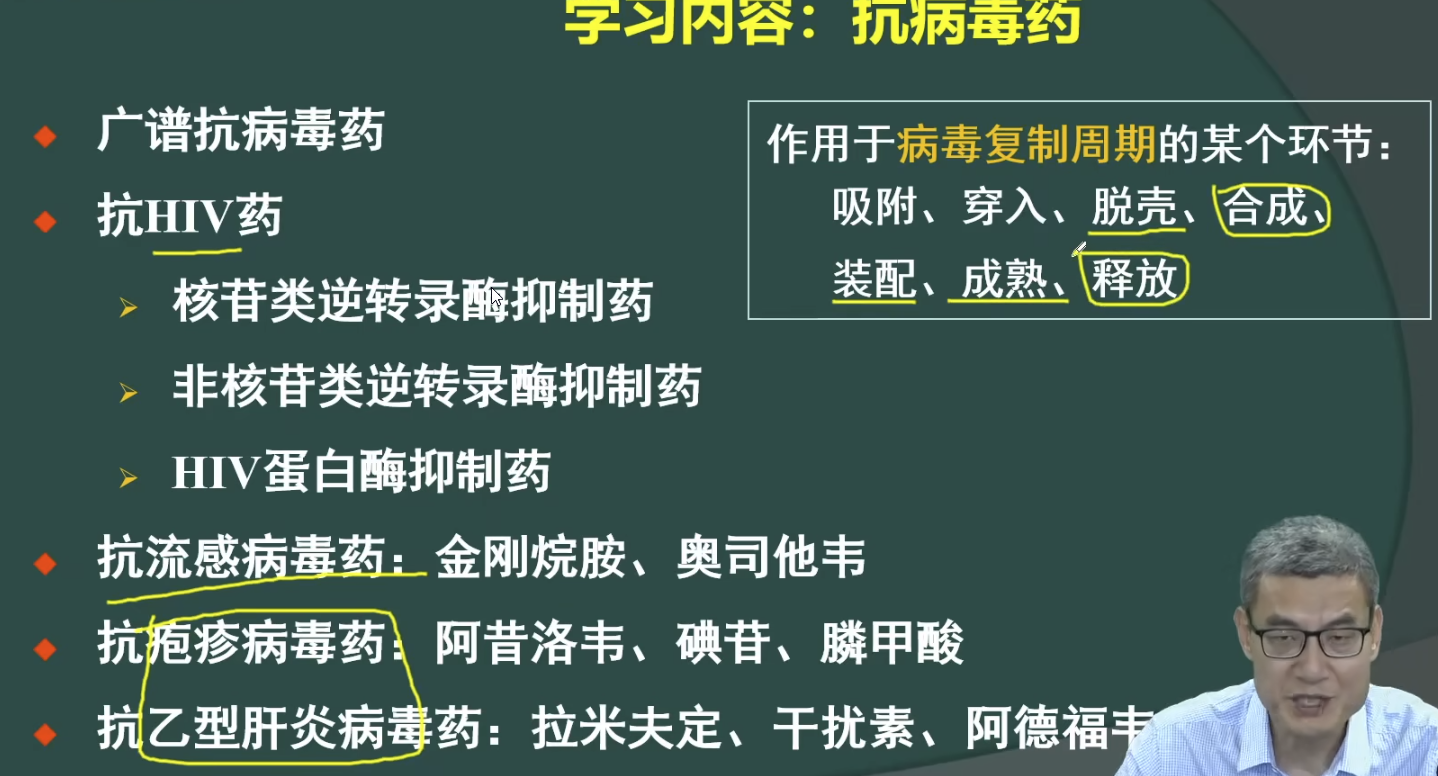 学习内容：抗病毒药
广谱抗病毒药
抗HIV药
核苷类逆转录酶抑制药
非核苷类逆转录酶抑制药
HIV蛋白酶抑制药
抗流感病毒药：金刚烷胺、奥司他韦
抗疱疹病毒药：阿昔洛韦、碘苷、膦甲酸
抗乙型肝炎病毒药：拉米夫定、干扰素、阿德福韦
作用于病毒复制周期的某个环节：
吸附、穿入、脱壳、合成、
装配、成熟、释放